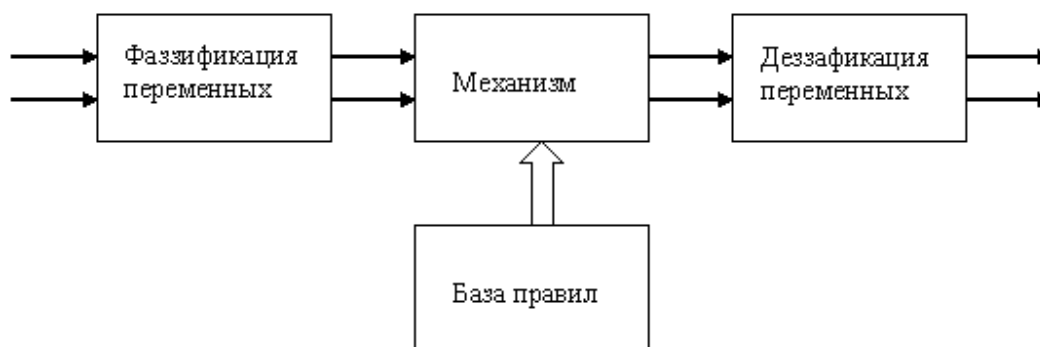 Фаззификация
переменных
Механизм
Деззафикация
переменных
База правил